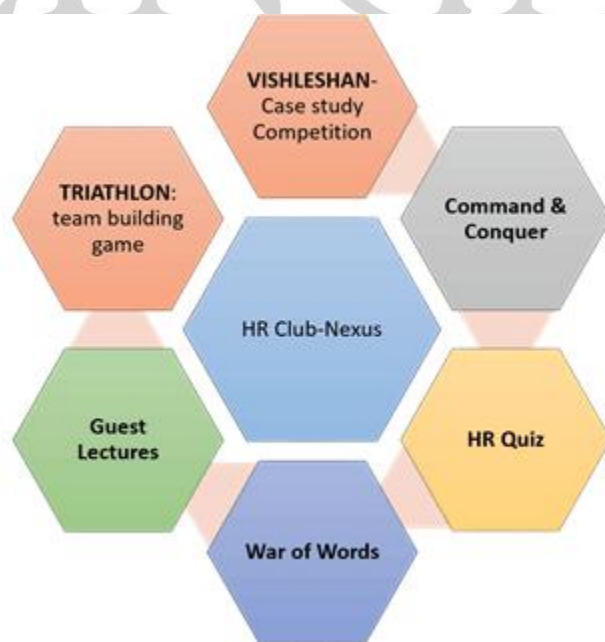 VISHLESHAN-
Case study
Competition
TRIATHLON:
team building
game
Command &
Conquer
HR Club-Nexus
Guest
Lectures
HR Quiz
War of Words